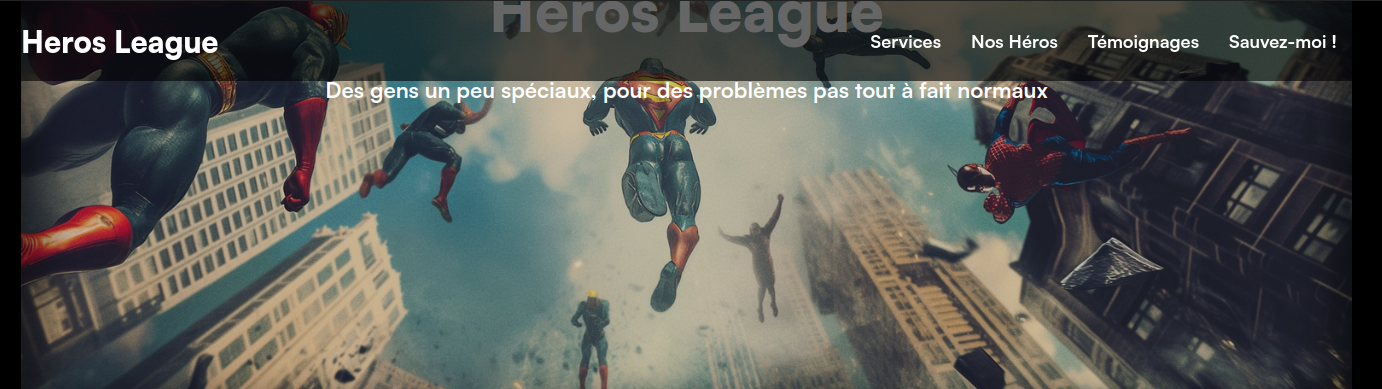 Heros League
Heros League
Services
Nos Héros
Témoignages
Sauvez-moi !
Des gens un peu spéciaux, pour des problèmes pas tout à fait normaux